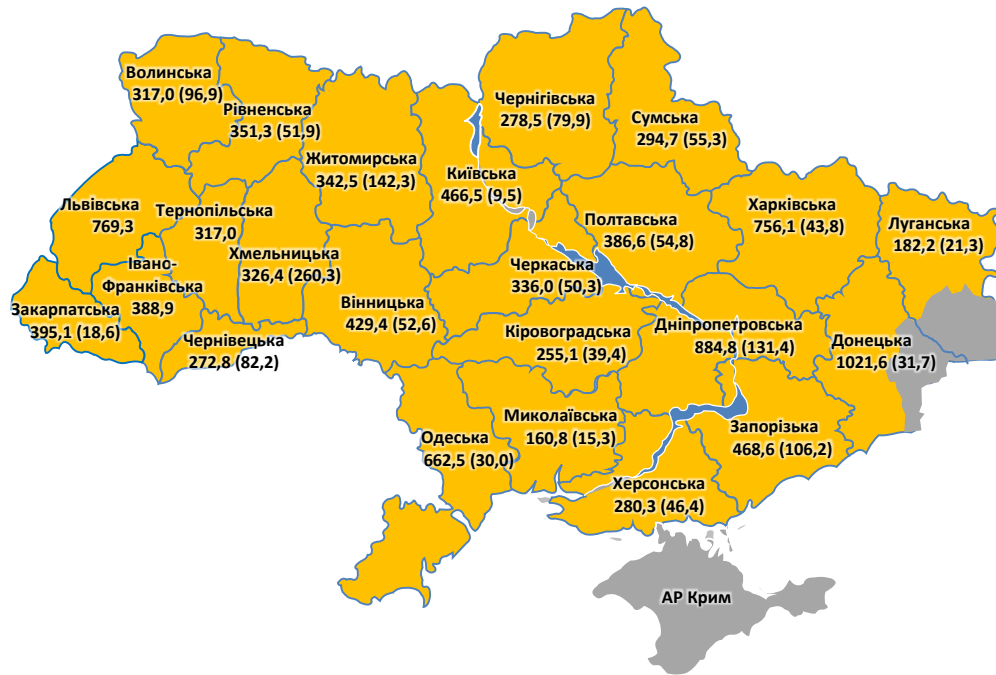 Волинська
317,0 (96,9)
Рівненська
351,3 (51,9)
Житомирська
342,5 (142,3)
Київська
466,5 (9,5)
Чернігівська
278,5 (79,9)
Сумська
294,7 (55,3)
Львівська
769,3
Тернопільська
317,0
Хмельницька
326,4 (260,3)
Полтавська
386,6 (54,8)
Харківська
756,1 (43,8)
Луганська
182,2 (21,3)
Івано-
Франківська
388,9
Закарпатська
395,1 (18,6)
Чернівецька
272,8 (82,2)
Вінницька
429,4 (52,6)
Черкаська
336,0 (50,3)
Кіровоградська
255,1 (39,4)
Дніпропетровська
884,8 (131,4)
Донецька
1021,6 (31,7)
Одеська
662,5 (30,0)
Миколаївська
160,8 (15,3)
Запорізька
468,6 (106,2)
Херсонська
280,3 (46,4)
АР Крим